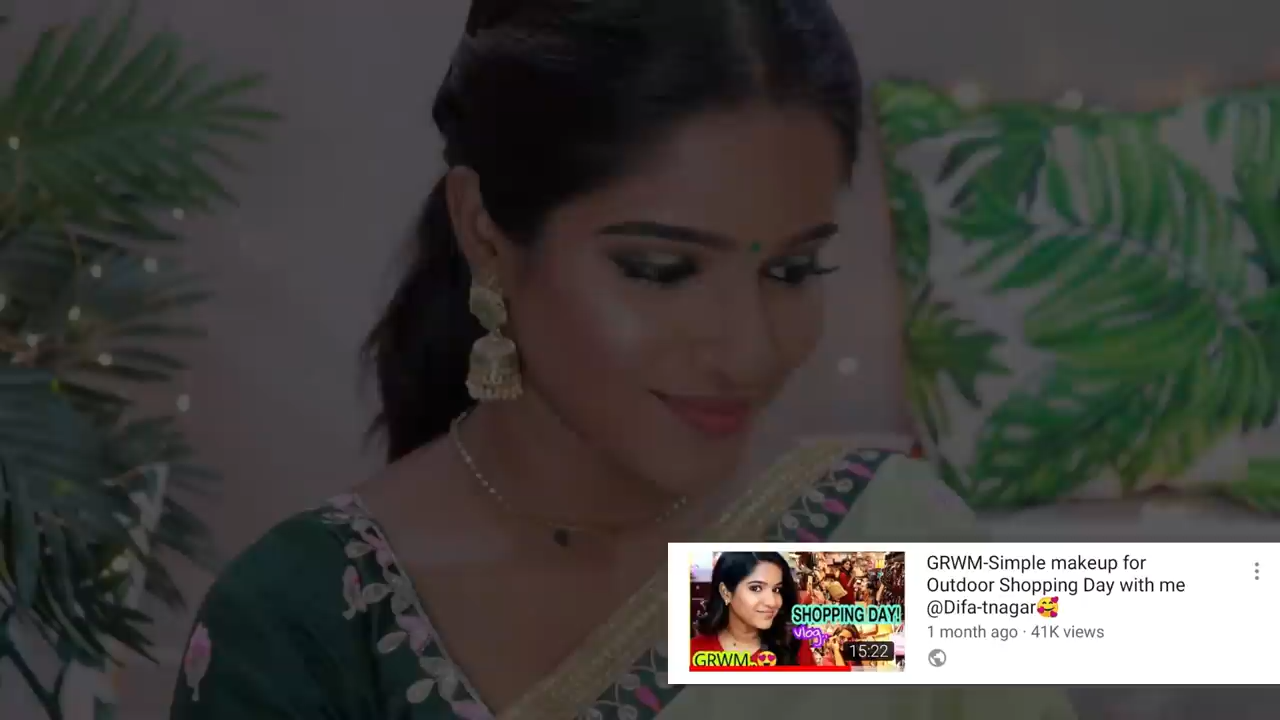 SHOPPING DAY!
vlog
GRWM
15:22
GRWM-Simple makeup for
Outdoor Shopping Day with me
@Difa-tnagar🥰
1 month ago · 41K views